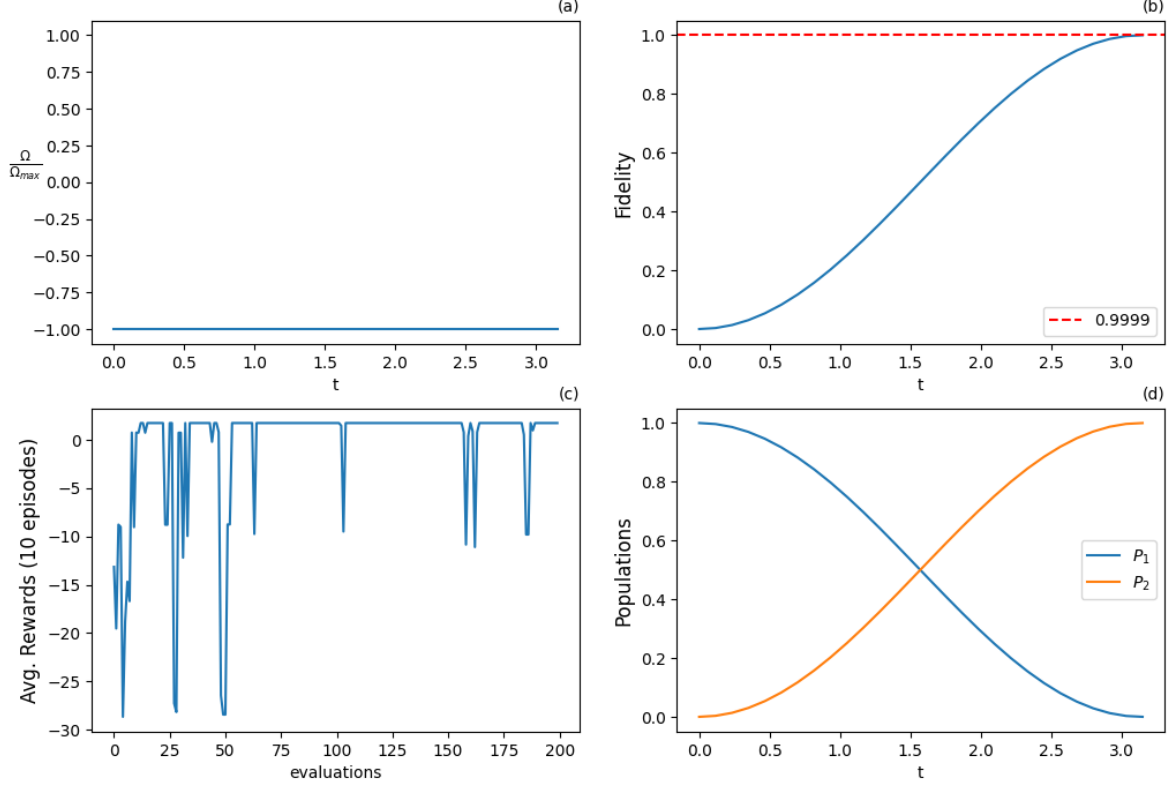 (a)
1.00
0.75
0.50
0.25
0.00
−0.25
−0.50
−0.75
−1.00
Ω
Ωmax
0.0 0.5 1.0 1.5 2.0 2.5 3.0
t
(b)
1.0
0.8
0.6
0.4
0.2
0.0
Fidelity
0.9999
0.0 0.5 1.0 1.5 2.0 2.5 3.0
t
(c)
0
−5
−10
−15
−20
−25
−30
Avg. Rewards (10 episodes)
0 25 50 75 100 125 150 175 200
evaluations
(d)
1.0
0.8
0.6
0.4
0.2
0.0
Populations
P1
P2
0.0 0.5 1.0 1.5 2.0 2.5 3.0
t